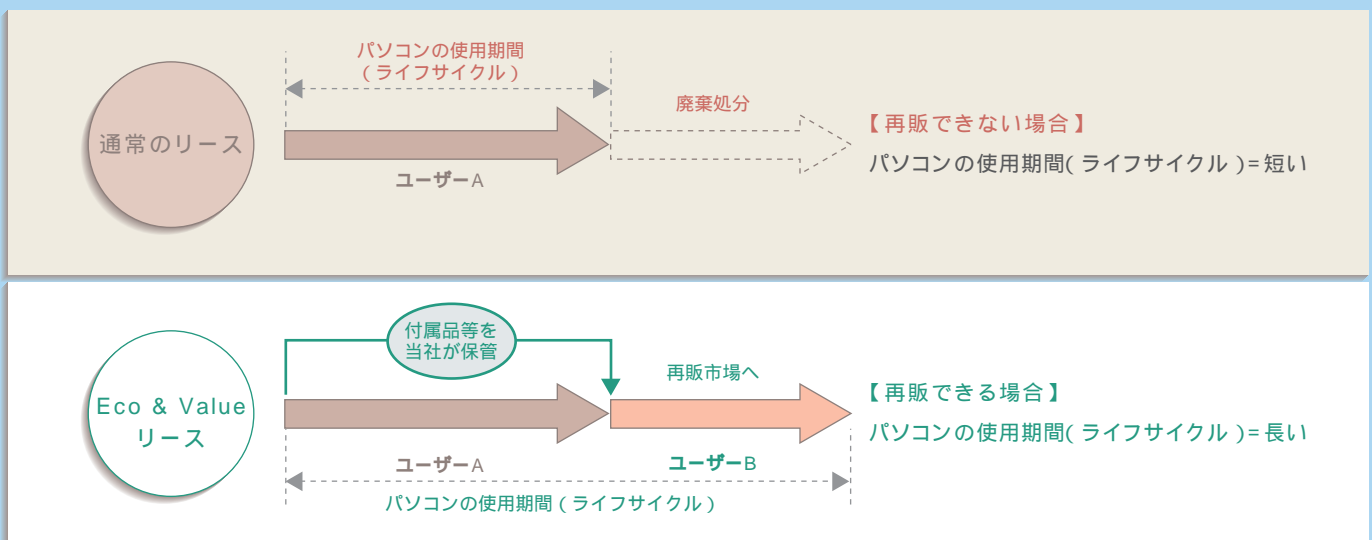 パソコンの使用期間
(ライフサイクル)
廃棄処分
通常のリース
ユーザーA
【再販できない場合】
パソコンの使用期間(ライフサイクル)=短い
付属品等を
当社が保管
再販市場へ
Eco & Value
リース
ユーザーA
ユーザーB
パソコンの使用期間(ライフサイクル)
【再販できる場合】
パソコンの使用期間(ライフサイクル)=長い